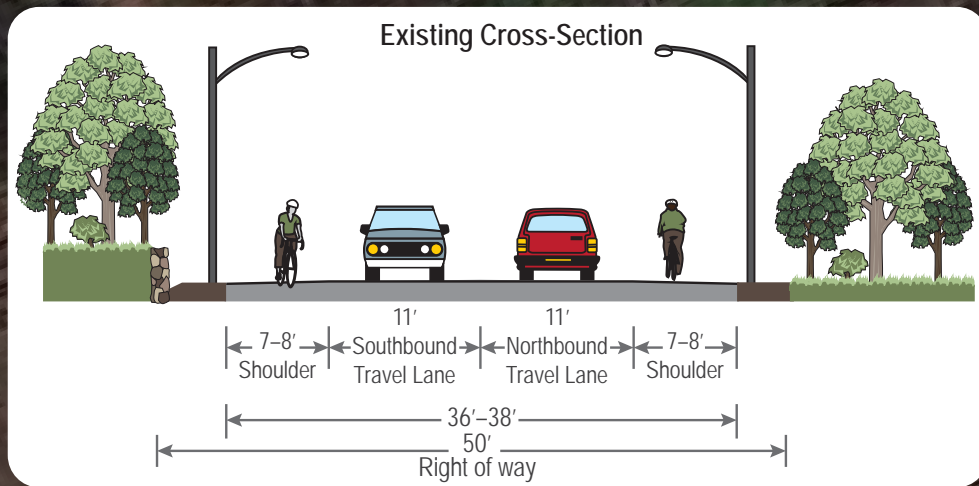 Existing Cross-Section
7–8′
Shoulder
11′
Southbound
Travel Lane
11′
Northbound
Travel Lane
7–8′
Shoulder
36′–38′
50′
Right of way